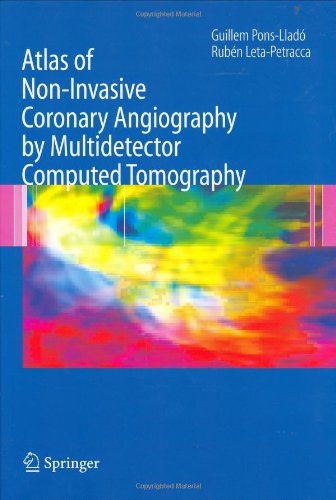 Guillem Pons-Lladó
Rubén Leta-Petracca
Atlas of
Non-Invasive
Coronary Angiography
by Multidetector
Computed Tomography
Springer